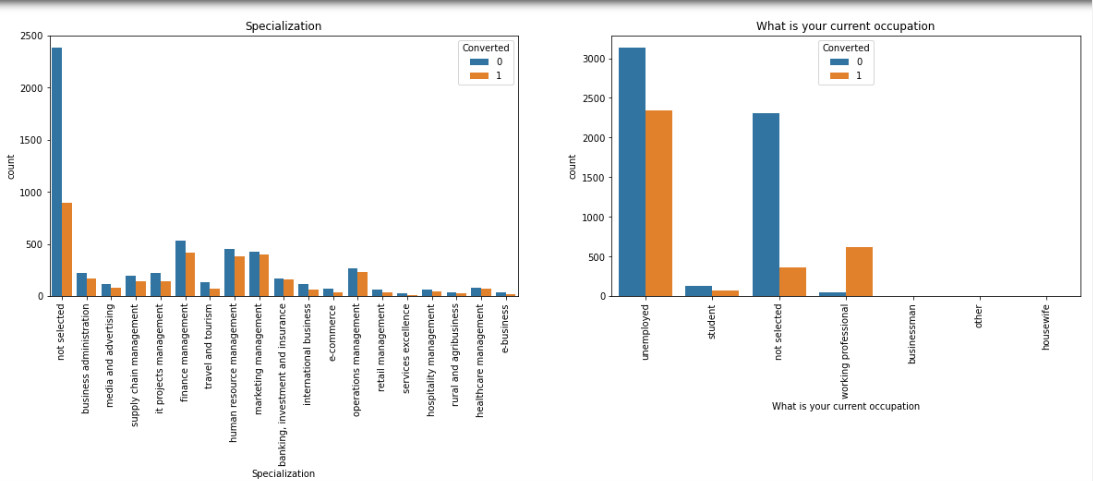 Specialization
2500
2000
1500
1000
500
0
count
Converted
0
1
not selected
business administration
media and advertising
supply chain management
it projects management
finance management
travel and tourism
human resource management
marketing management
banking, investment and insurance
international business
e-commerce
operations management
retail management
services excellence
hospitality management
rural and agribusiness
healthcare management
e-business
Specialization
What is your current occupation
3000
2500
2000
1500
1000
500
0
count
Converted
0
1
unemployed
student
not selected
working professional
businessman
other
housewife
What is your current occupation